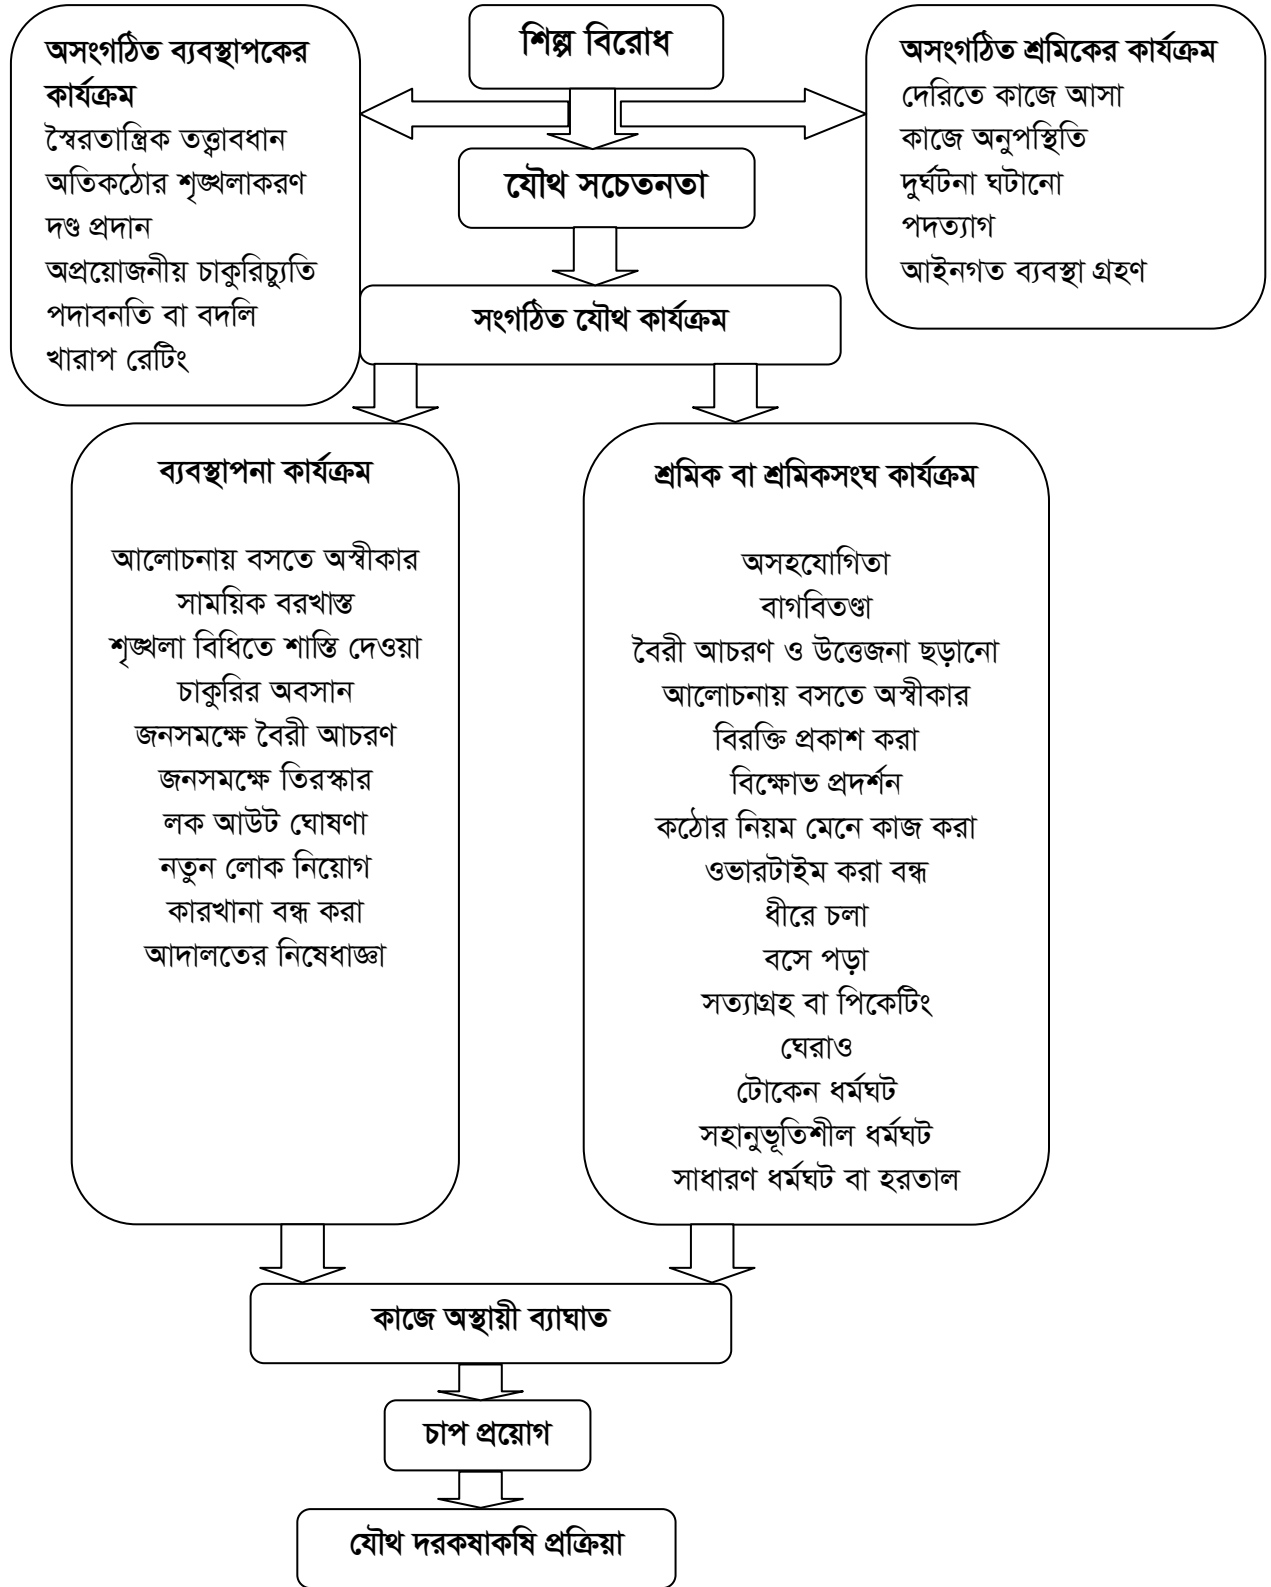 শিল্প বিরোধ
অসংগঠিত ব্যবস্থাপকের
কার্যক্রম
স্বৈরতান্ত্রিক তত্ত্বাবধান
অতিকঠোর শৃঙ্খলাকরণ
দণ্ড প্রদান
অপ্রয়োজনীয় চাকুরিচ্যুতি
পদাবনতি বা বদলি
খারাপ রেটিং
অসংগঠিত শ্রমিকের কার্যক্রম
দেরিতে কাজে আসা
কাজে অনুপস্থিতি
দুর্ঘটনা ঘটানো
পদত্যাগ
আইনগত ব্যবস্থা গ্রহণ
যৌথ সচেতনতা
সংগঠিত যৌথ কার্যক্রম
ব্যবস্থাপনা কার্যক্রম
আলোচনায় বসতে অস্বীকার
সাময়িক বরখাস্ত
শৃঙ্খলা বিধিতে শাস্তি দেওয়া
চাকুরির অবসান
জনসমক্ষে বৈরী আচরণ
জনসমক্ষে তিরস্কার
লক আউট ঘোষণা
নতুন লোক নিয়োগ
কারখানা বন্ধ করা
আদালতের নিষেধাজ্ঞা
শ্রমিক বা শ্রমিকসংঘ কার্যক্রম
অসহযোগিতা
বাগবিতণ্ডা
বৈরী আচরণ ও উত্তেজনা ছড়ানো
আলোচনায় বসতে অস্বীকার
বিরক্তি প্রকাশ করা
বিক্ষোভ প্রদর্শন
কঠোর নিয়ম মেনে কাজ করা
ওভারটাইম করা বন্ধ
ধীরে চলা
বসে পড়া
সত্যাগ্রহ বা পিকেটিং
ঘেরাও
টোকেন ধর্মঘট
সহানুভূতিশীল ধর্মঘট
সাধারণ ধর্মঘট বা হরতাল
কাজে অস্থায়ী ব্যাঘাত
চাপ প্রয়োগ
যৌথ দরকষাকষি প্রক্রিয়া